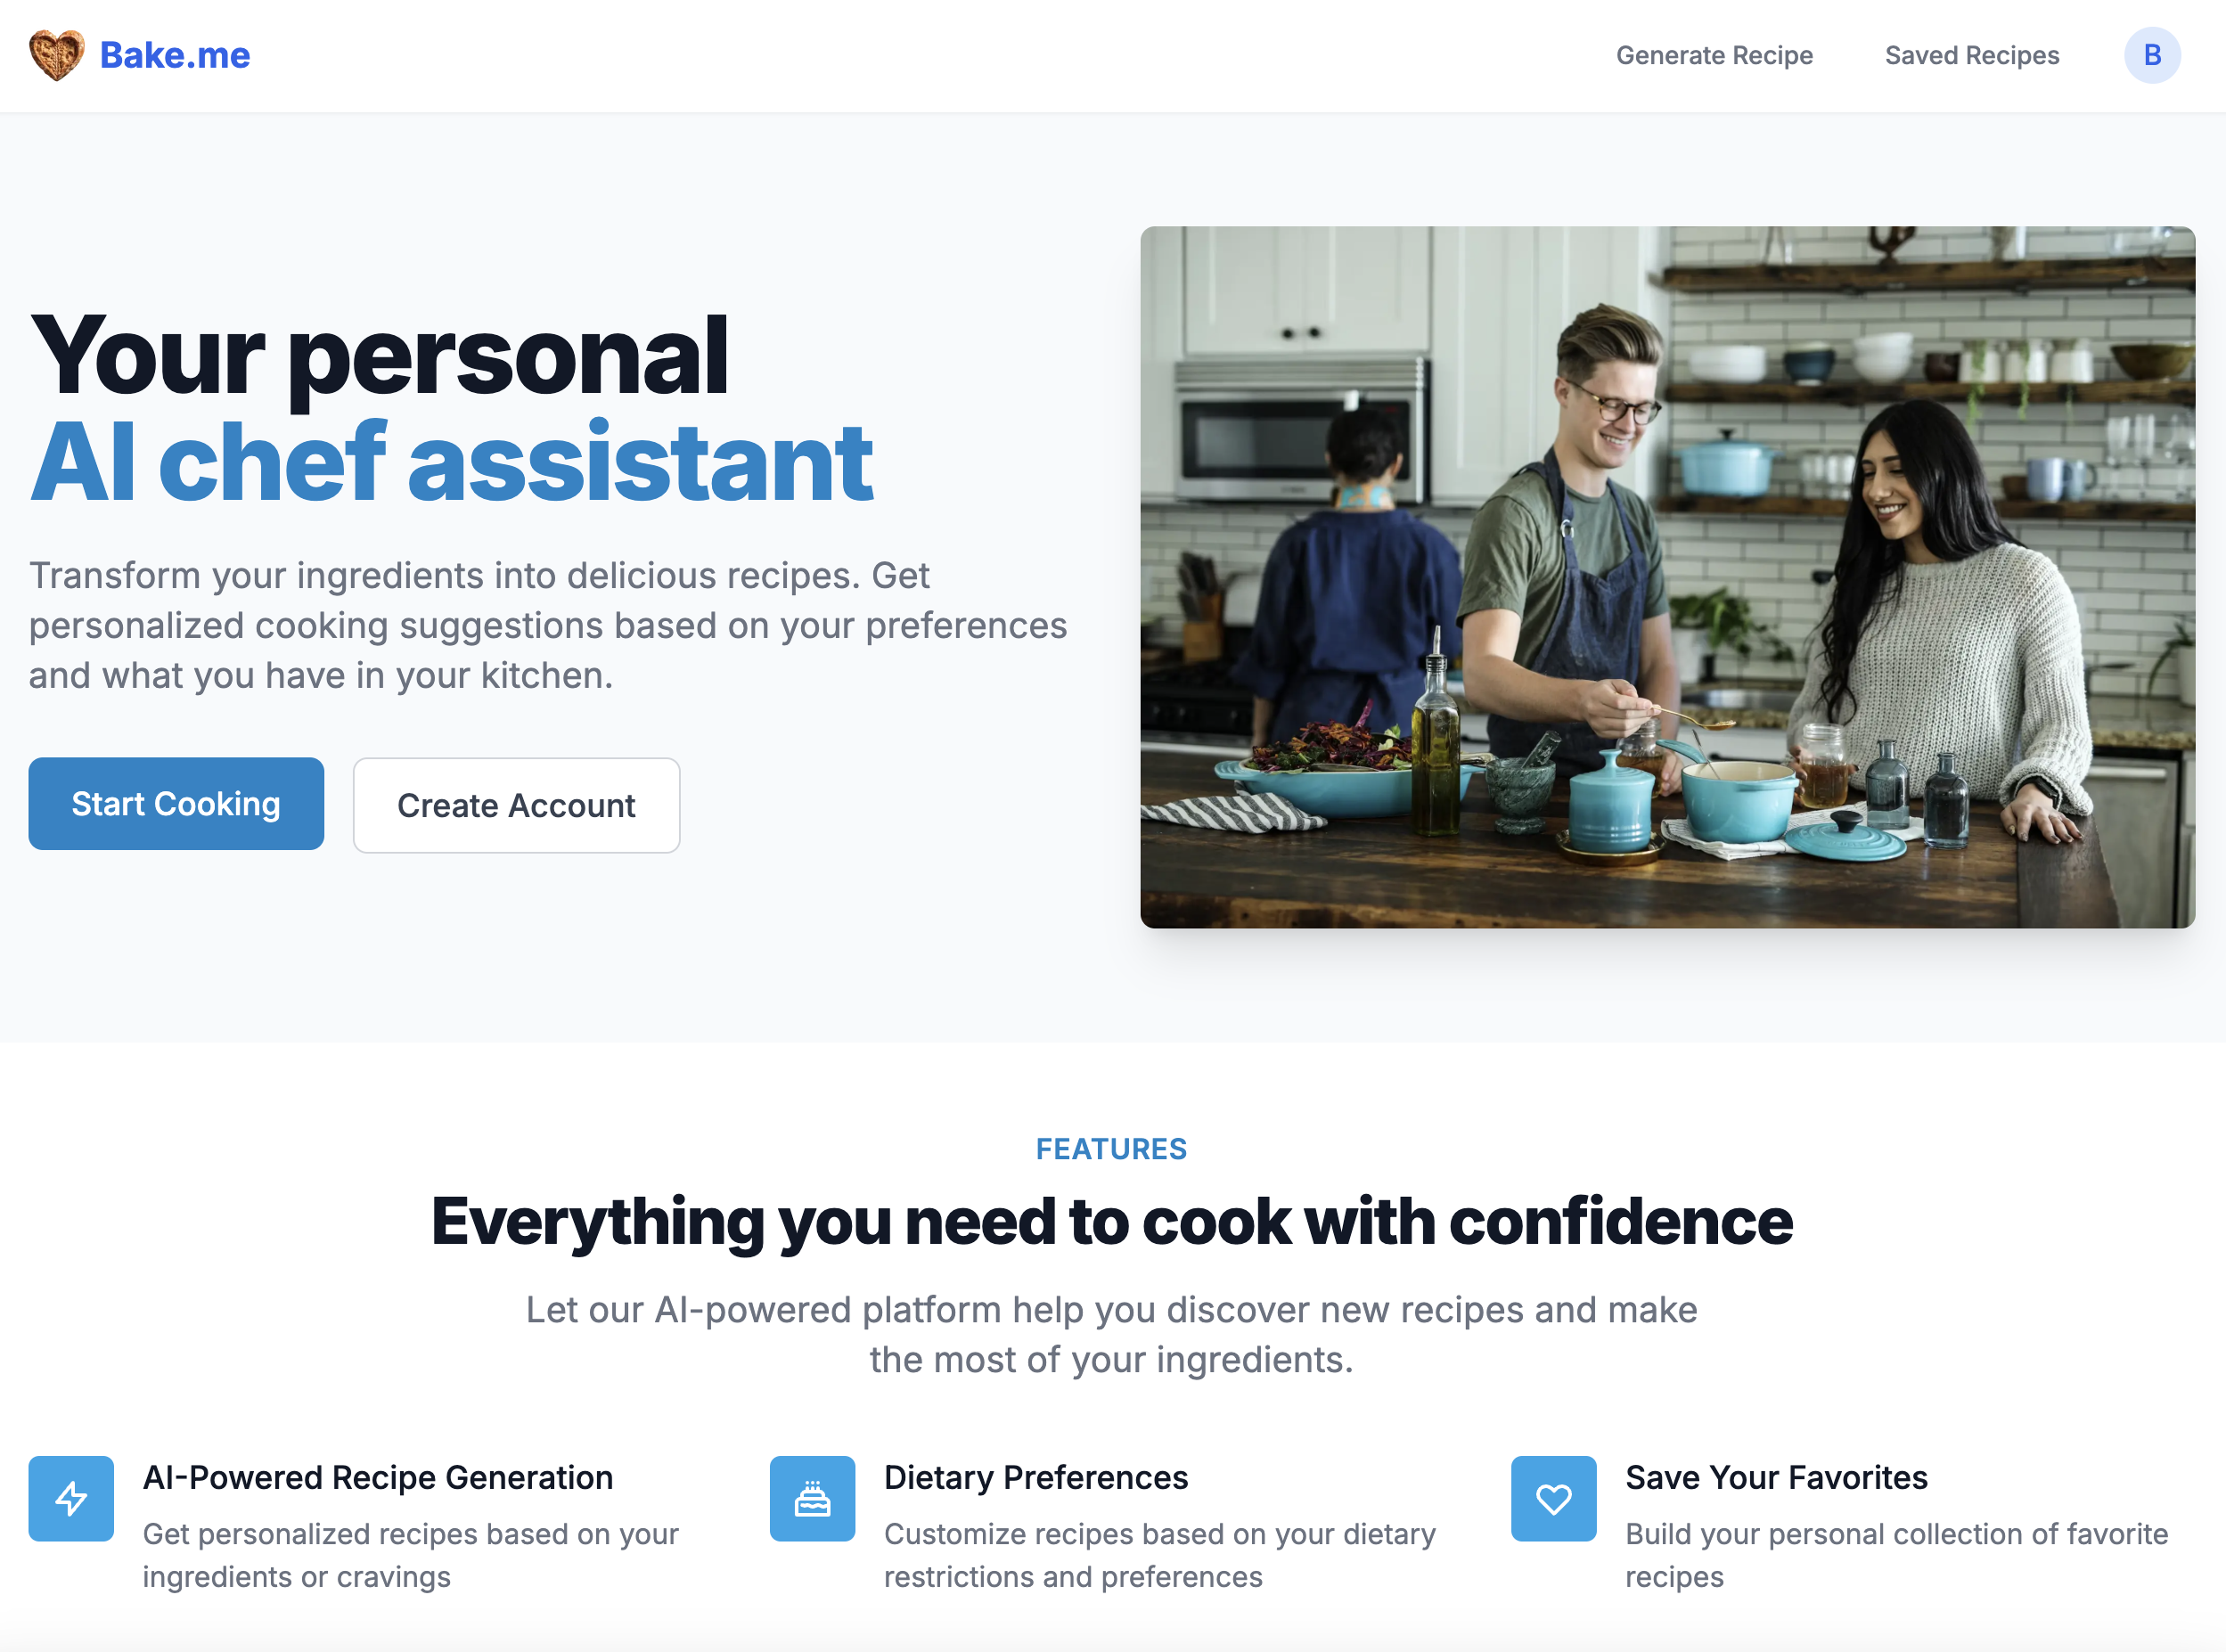 Bake.me
Generate Recipe
Saved Recipes
B
Your personal
AI chef assistant
Transform your ingredients into delicious recipes. Get
personalized cooking suggestions based on your preferences
and what you have in your kitchen.
Start Cooking
Create Account
FEATURES
Everything you need to cook with confidence
Let our AI-powered platform help you discover new recipes and make
the most of your ingredients.
AI-Powered Recipe Generation
Get personalized recipes based on your
ingredients or cravings
Dietary Preferences
Customize recipes based on your dietary
restrictions and preferences
Save Your Favorites
Build your personal collection of favorite
recipes